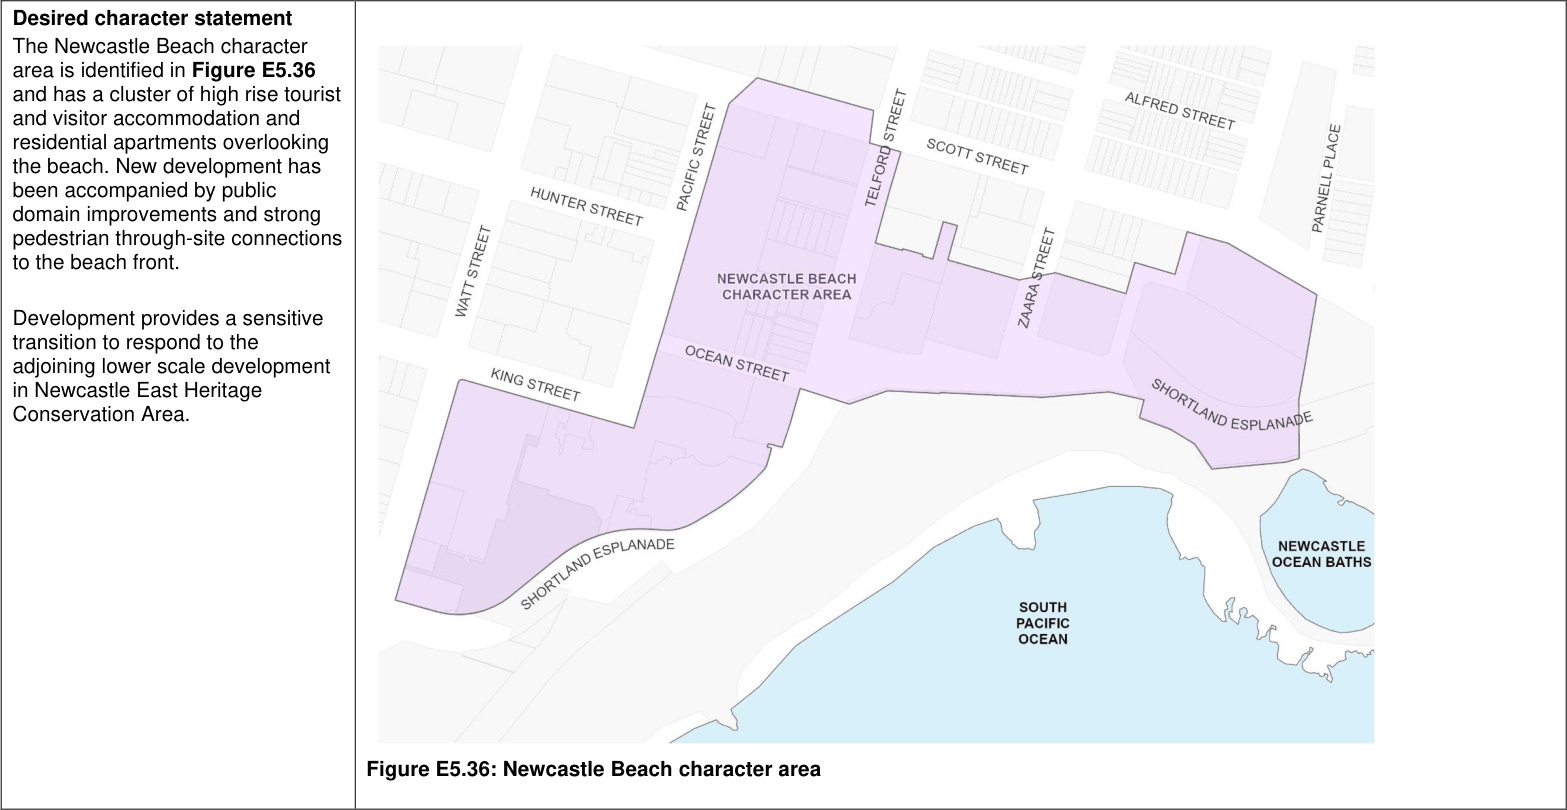 Desired character statement
The Newcastle Beach character
area is identified in Figure E5.36
and has a cluster of high rise tourist
and visitor accommodation and
residential apartments overlooking
the beach. New development has
been accompanied by public
domain improvements and strong
pedestrian through-site connections
to the beach front.
Development provides a sensitive
transition to respond to the
adjoining lower scale development
in Newcastle East Heritage
Conservation Area.
ALFRED STREET
PACIFIC STREET
TELFORD STREET
SCOTT STREET
PARNELL PLACE
HUNTER STREET
WATT STREET
ZAARA STREET
NEWCASTLE BEACH
CHARACTER AREA
OCEAN STREET
KING STREET
SHORTLAND ESPLANADE
SHORTLAND ESPLANADE
NEWCASTLE
OCEAN BATHS
SOUTH
PACIFIC
OCEAN
Figure E5.36: Newcastle Beach character area